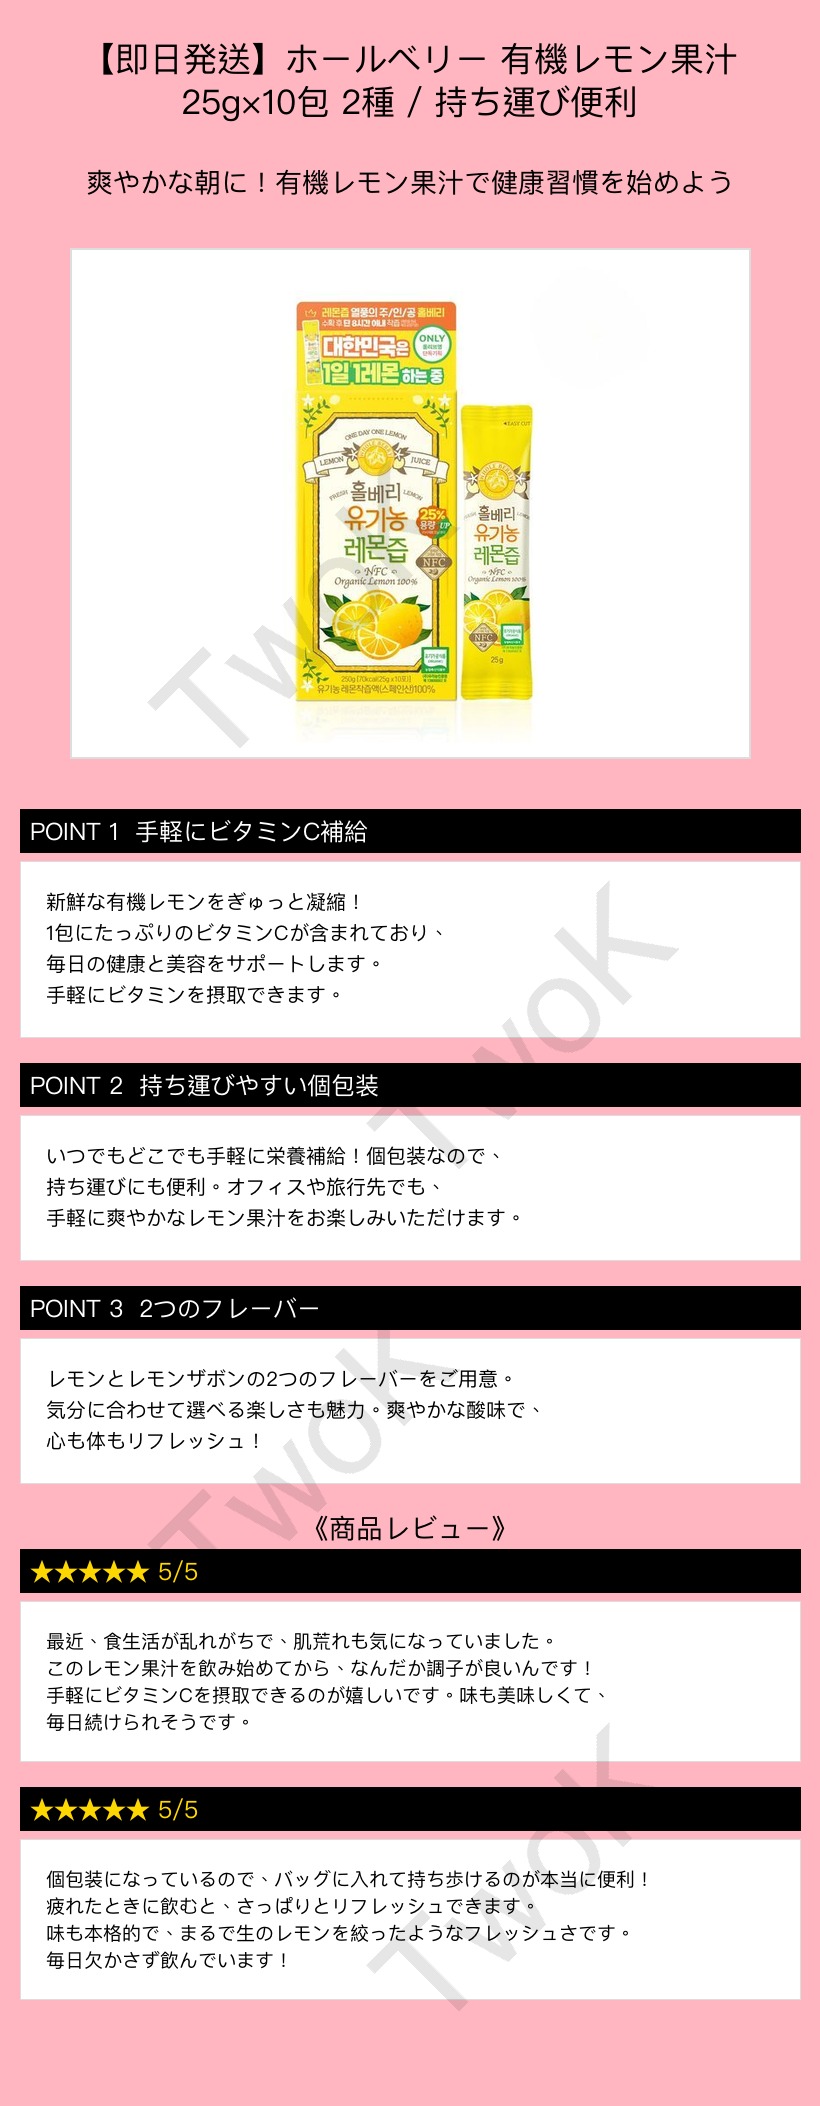 【即日発送】ホールベリー 有機レモン果汁
25g×10包 2種 / 持ち運び便利
爽やかな朝に！有機レモン果汁で健康習慣を始めよう
레몬즙 열풍의 주/인/공 홀베리
수확 후 단 8시간 이내 착즙
대한민국은
1일 1레몬 하는 중
ONLY
ONE DAY ONE LEMON
LEMON JUICE
FRESH LEMON
홀베리
유기농
레몬즙
25%
용량 UP
NFC
NFC
Organic Lemon 100%
250g [70kcal(25g x10포)]
유기농 레몬착즙액(스페인산)100%
EASY CUT
홀베리
유기농
레몬즙
NFC
Organic Lemon 100%
NFC
25g
POINT 1 手軽にビタミンC補給
新鮮な有機レモンをぎゅっと凝縮！
1包にたっぷりのビタミンCが含まれており、
毎日の健康と美容をサポートします。
手軽にビタミンを摂取できます。
POINT 2 持ち運びやすい個包装
いつでもどこでも手軽に栄養補給！個包装なので、
持ち運びにも便利。オフィスや旅行先でも、
手軽に爽やかなレモン果汁をお楽しみいただけます。
POINT 3 2つのフレーバー
レモンとレモンザボンの2つのフレーバーをご用意。
気分に合わせて選べる楽しさも魅力。爽やかな酸味で、
心も体もリフレッシュ！
《商品レビュー》
★★★★★ 5/5
最近、食生活が乱れがちで、肌荒れも気になっていました。
このレモン果汁を飲み始めてから、なんだか調子が良いんです！
手軽にビタミンCを摂取できるのが嬉しいです。味も美味しくて、
毎日続けられそうです。
★★★★★ 5/5
個包装になっているので、バッグに入れて持ち歩けるのが本当に便利！
疲れたときに飲むと、さっぱりとリフレッシュできます。
味も本格的で、まるで生のレモンを絞ったようなフレッシュさです。
毎日欠かさず飲んでいます！
TwoK
TwoK
TwoK
TwoK